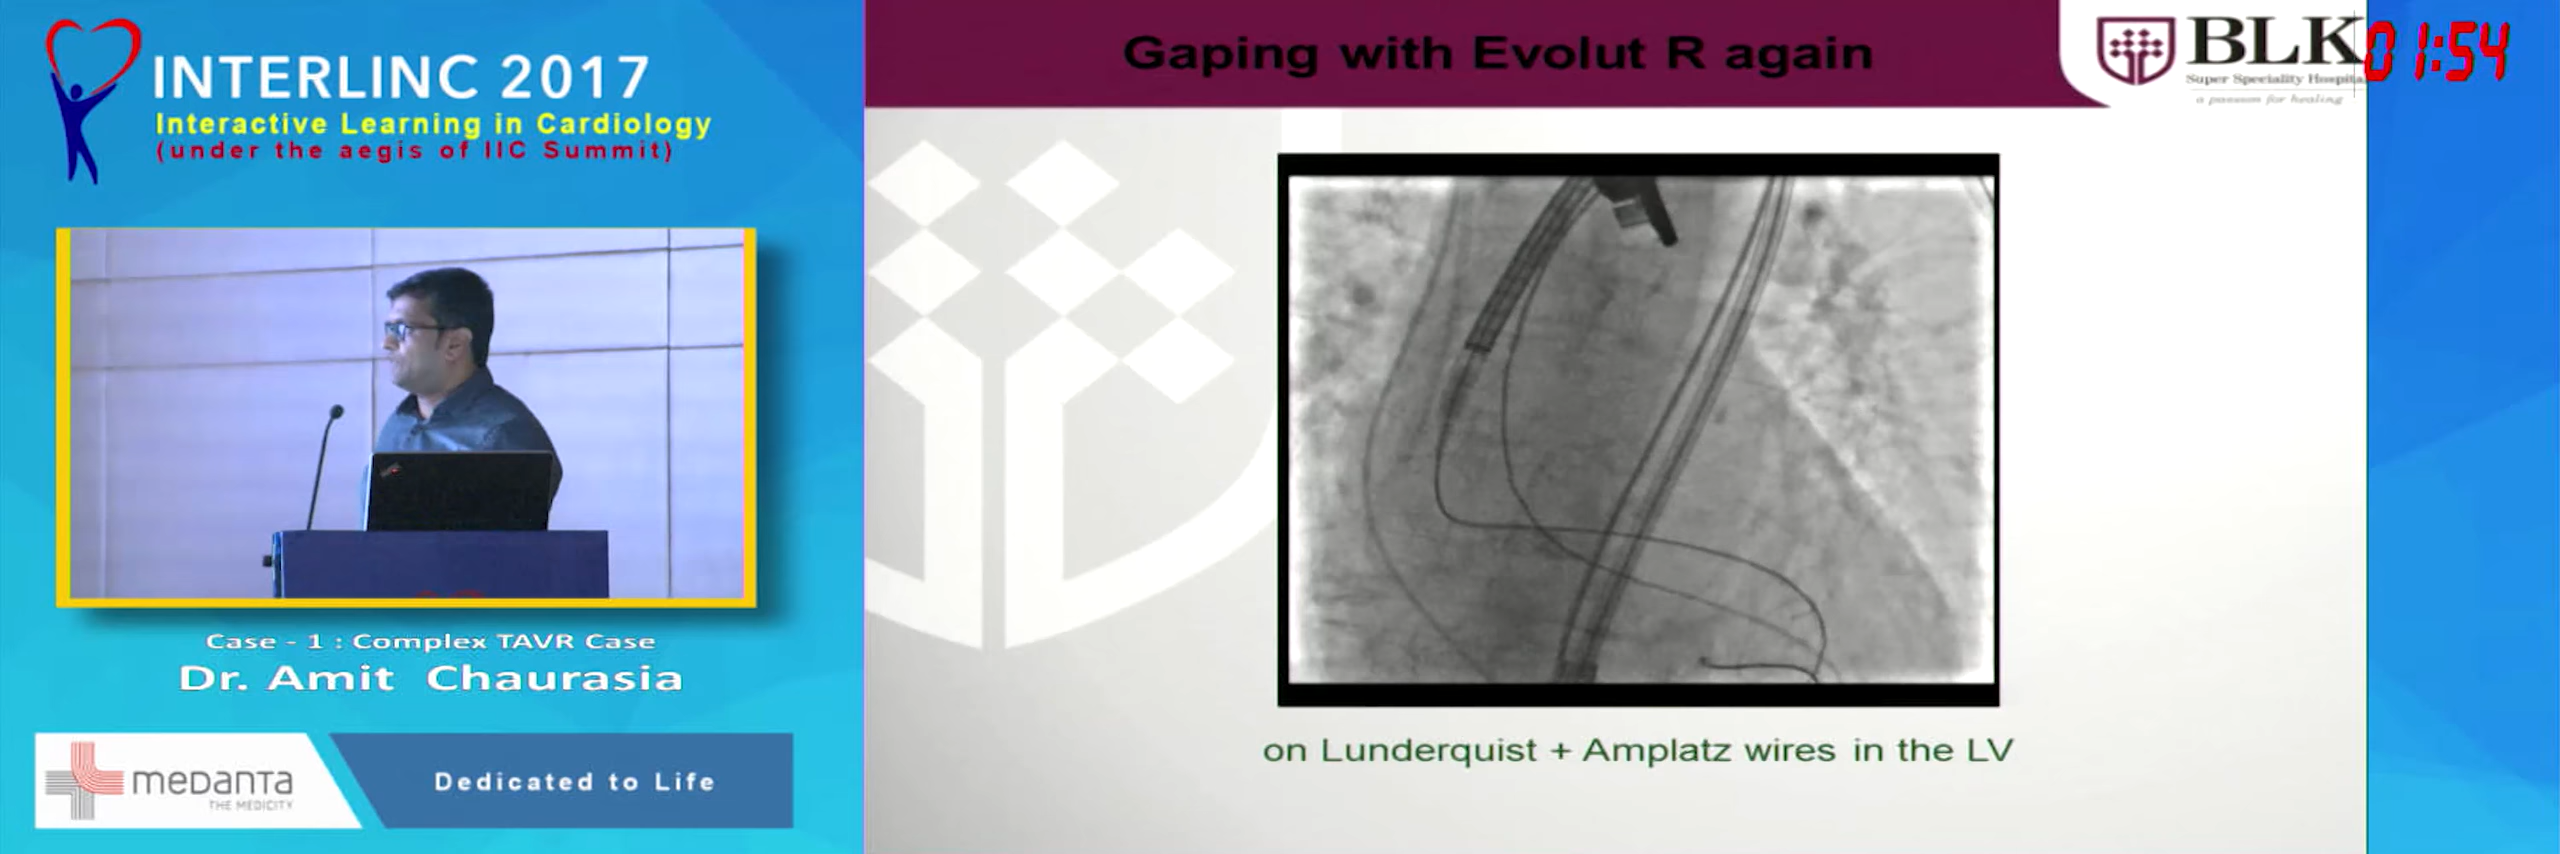 INTERLINC 2017
Interactive Learning in Cardiology
(under the aegis of IIC Summit)
Case - 1 : Complex TAVR Case
Dr. Amit Chaurasia
meDanTa
THE MEDICITY
Dedicated to Life
Gaping with Evolut R again
BLK
Super Speciality Hospita
a passion for healing
01:54
on Lunderquist + Amplatz wires in the LV